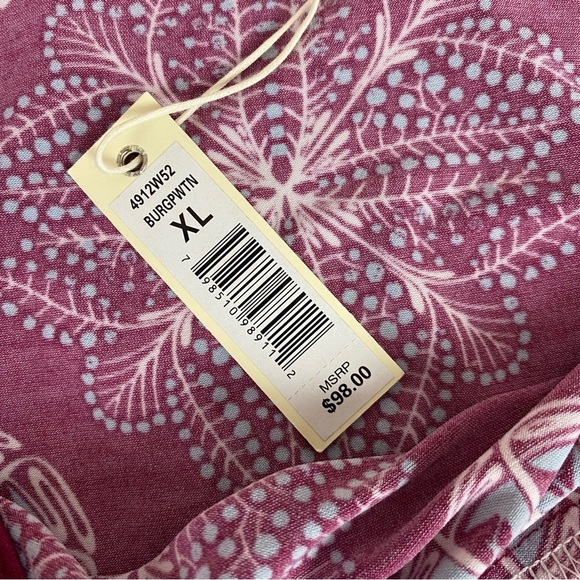 4912W52
BURGPWTN
XL
7 98510 98911 2
MSRP
$98.00